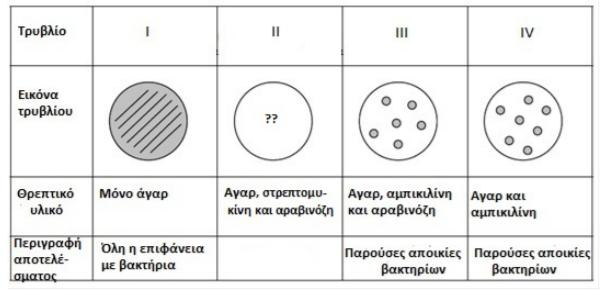 Τρυβλίο I II III IV
Εικόνα
τρυβλίου
??
Θρεπτικό
υλικό
Μόνο άγαρ
Αγαρ, στρεπτομυ-
κίνη και αραβινόζη
Αγαρ, αμπικιλίνη
και αραβινόζη
Αγαρ και
αμπικιλίνη
Περιγραφή
αποτελέ-
σματος
Όλη η επιφάνεια
με βακτήρια
Παρούσες αποικίες
βακτηρίων
Παρούσες αποικίες
βακτηρίων